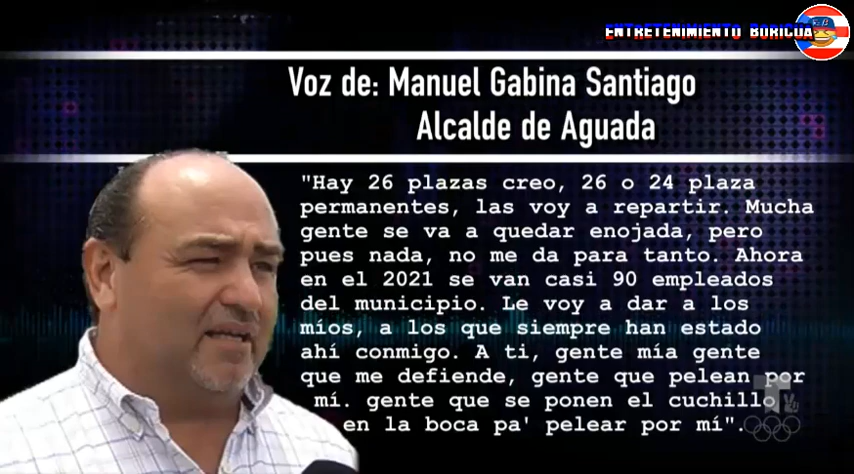 ENTRETENIMIENTO BORICUA
Voz de: Manuel Gabina Santiago
Alcalde de Aguada
"Hay 26 plazas creo, 26 o 24 plaza
permanentes, las voy a repartir. Mucha
gente se va a quedar enojada, pero
pues nada, no me da para tanto. Ahora
en el 2021 se van casi 90 empleados
del municipio. Le voy a dar a los
míos, a los que siempre han estado
ahí conmigo. A ti, gente mía gente
que me defiende, gente que pelean por
mí. gente que se ponen el cuchillo
en la boca pa' pelear por mí".